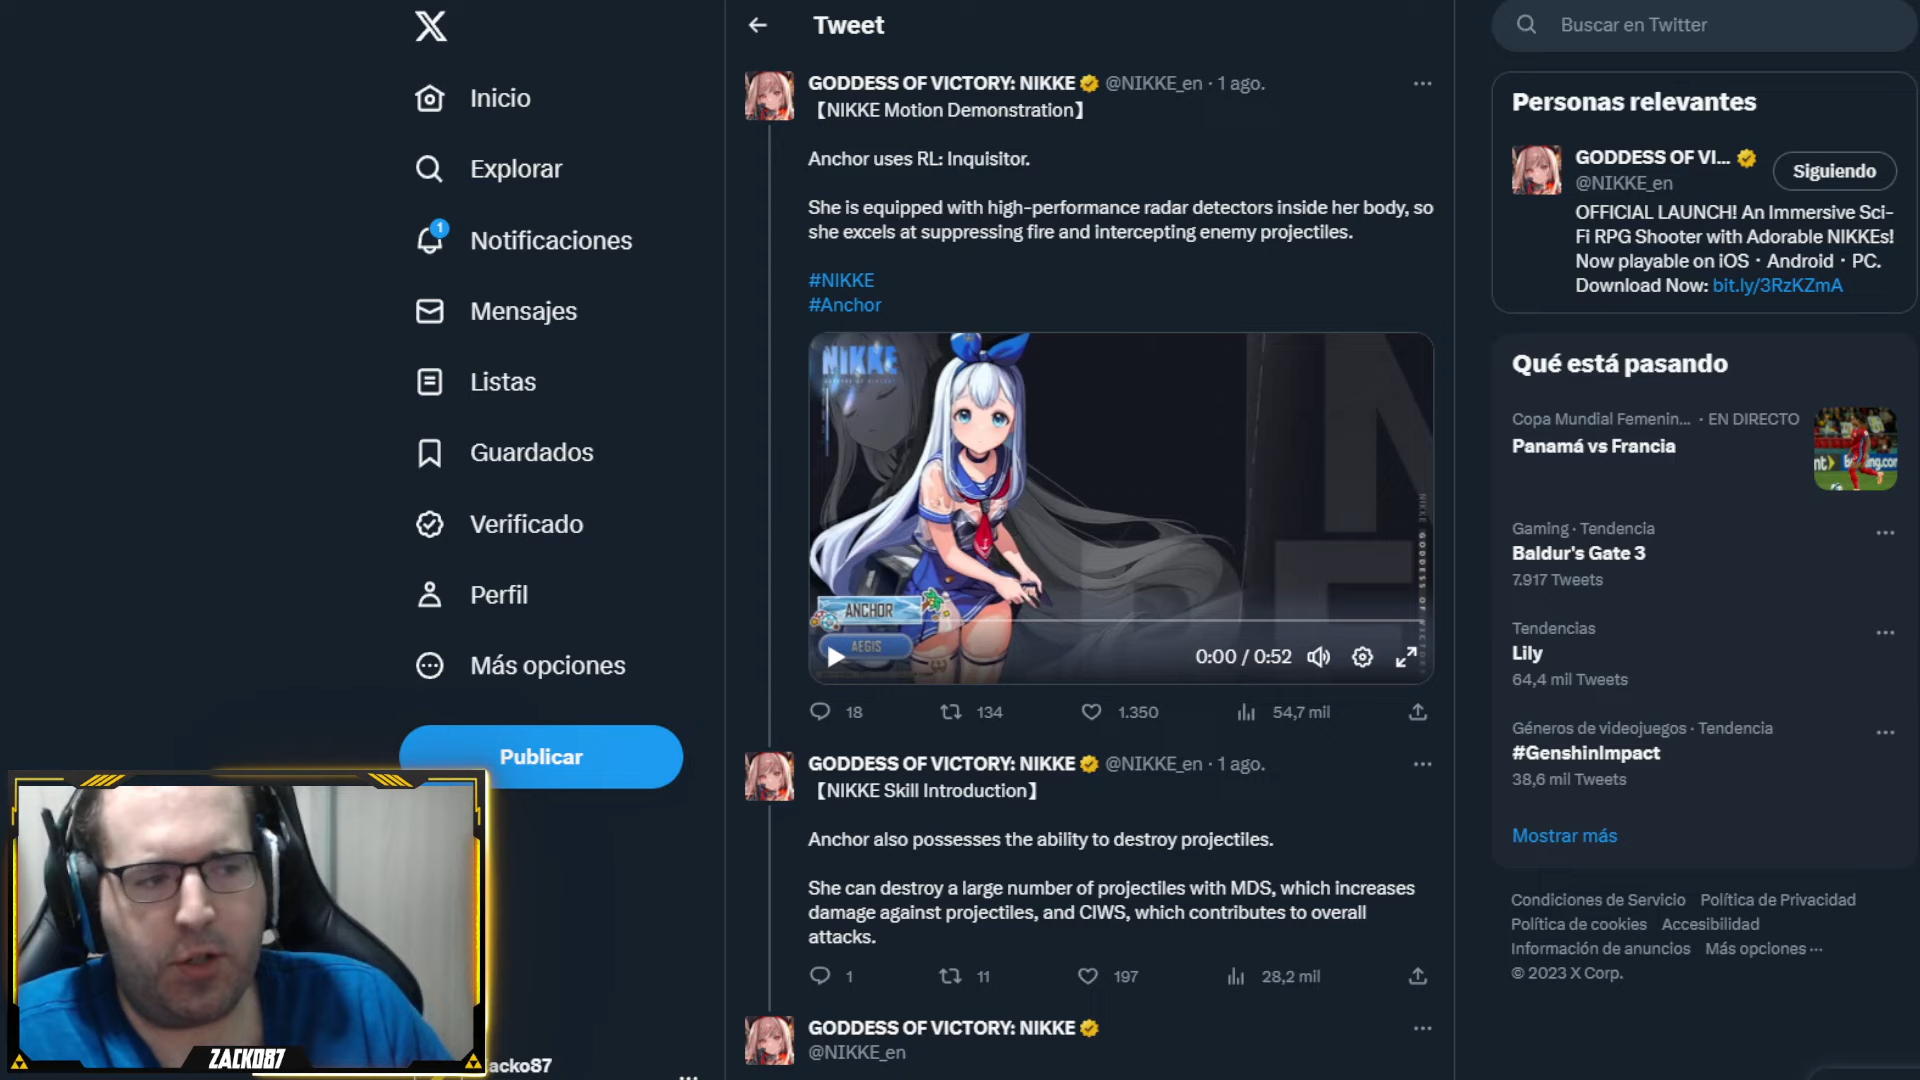 Inicio
Explorar
1
Notificaciones
Mensajes
Listas
Guardados
Verificado
Perfil
Más opciones
Publicar
ZACKO87
acko87
Tweet
GODDESS OF VICTORY: NIKKE @NIKKE_en · 1 ago.
【NIKKE Motion Demonstration】
Anchor uses RL: Inquisitor.
She is equipped with high-performance radar detectors inside her body, so
she excels at suppressing fire and intercepting enemy projectiles.
#NIKKE
#Anchor
NIKKE
GODDESS OF VICTORY
ANCHOR
AEGIS
NIKKE GODDESS OF VICTORY
0:00 / 0:52
18 134 1.350 54,7 mil
GODDESS OF VICTORY: NIKKE @NIKKE_en · 1 ago.
【NIKKE Skill Introduction】
Anchor also possesses the ability to destroy projectiles.
She can destroy a large number of projectiles with MDS, which increases
damage against projectiles, and CIWS, which contributes to overall
attacks.
1 11 197 28,2 mil
GODDESS OF VICTORY: NIKKE
@NIKKE_en
Buscar en Twitter
Personas relevantes
GODDESS OF VI...
@NIKKE_en
Siguiendo
OFFICIAL LAUNCH! An Immersive Sci-
Fi RPG Shooter with Adorable NIKKEs!
Now playable on iOS・Android・PC.
Download Now: bit.ly/3RzKZmA
Qué está pasando
Copa Mundial Femenin... · EN DIRECTO
Panamá vs Francia
Gaming · Tendencia
Baldur's Gate 3
7.917 Tweets
Tendencias
Lily
64,4 mil Tweets
Géneros de videojuegos · Tendencia
#GenshinImpact
38,6 mil Tweets
Mostrar más
Condiciones de Servicio Política de Privacidad
Política de cookies Accesibilidad
Información de anuncios Más opciones ···
© 2023 X Corp.